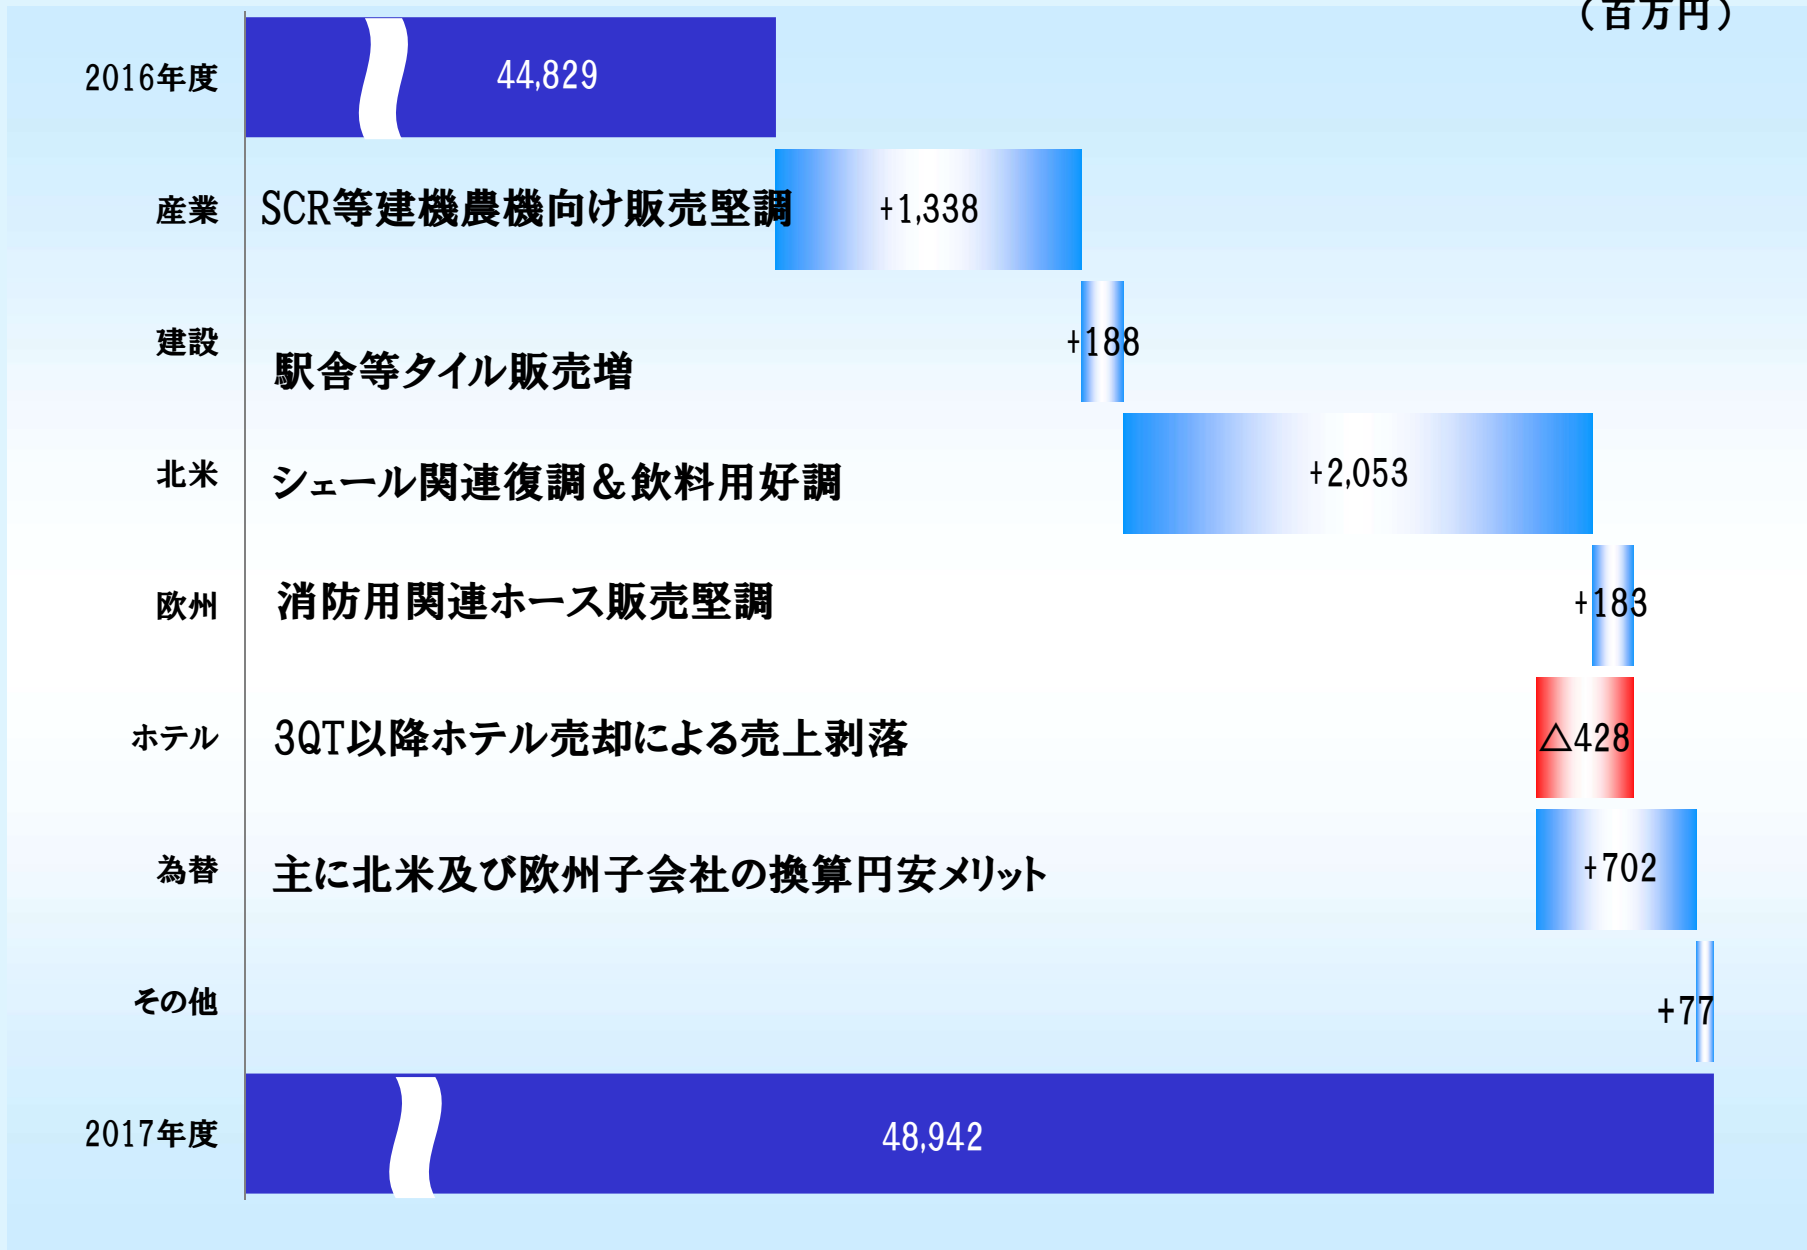 （百万円）
2016年度 44,829
産業 SCR等建機農機向け販売堅調 +1,338
建設 駅舎等タイル販売増 +188
北米 シェール関連復調＆飲料用好調 +2,053
欧州 消防用関連ホース販売堅調 +183
ホテル 3QT以降ホテル売却による売上剥落 △428
為替 主に北米及び欧州子会社の換算円安メリット +702
その他 +77
2017年度 48,942